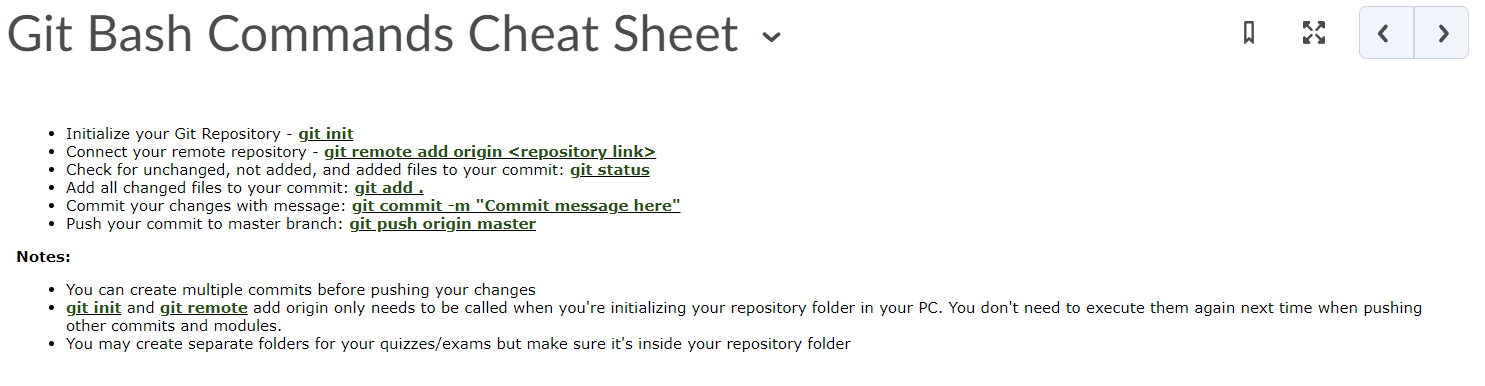 Git Bash Commands Cheat Sheet
• Initialize your Git Repository - git init
• Connect your remote repository - git remote add origin <repository link>
• Check for unchanged, not added, and added files to your commit: git status
• Add all changed files to your commit: git add .
• Commit your changes with message: git commit -m "Commit message here"
• Push your commit to master branch: git push origin master
Notes:
• You can create multiple commits before pushing your changes
• git init and git remote add origin only needs to be called when you're initializing your repository folder in your PC. You don't need to execute them again next time when pushing
other commits and modules.
• You may create separate folders for your quizzes/exams but make sure it's inside your repository folder